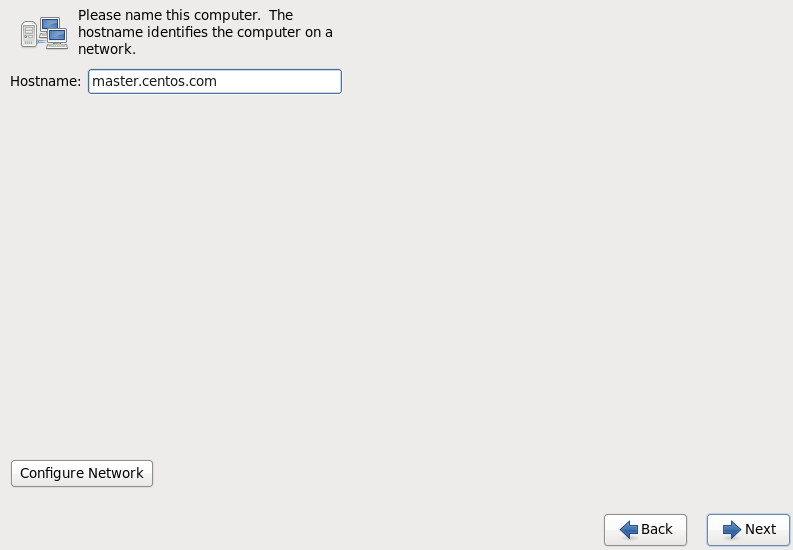 Please name this computer.  The
hostname identifies the computer on a
network.
Hostname: master.centos.com
Configure Network
Back Next